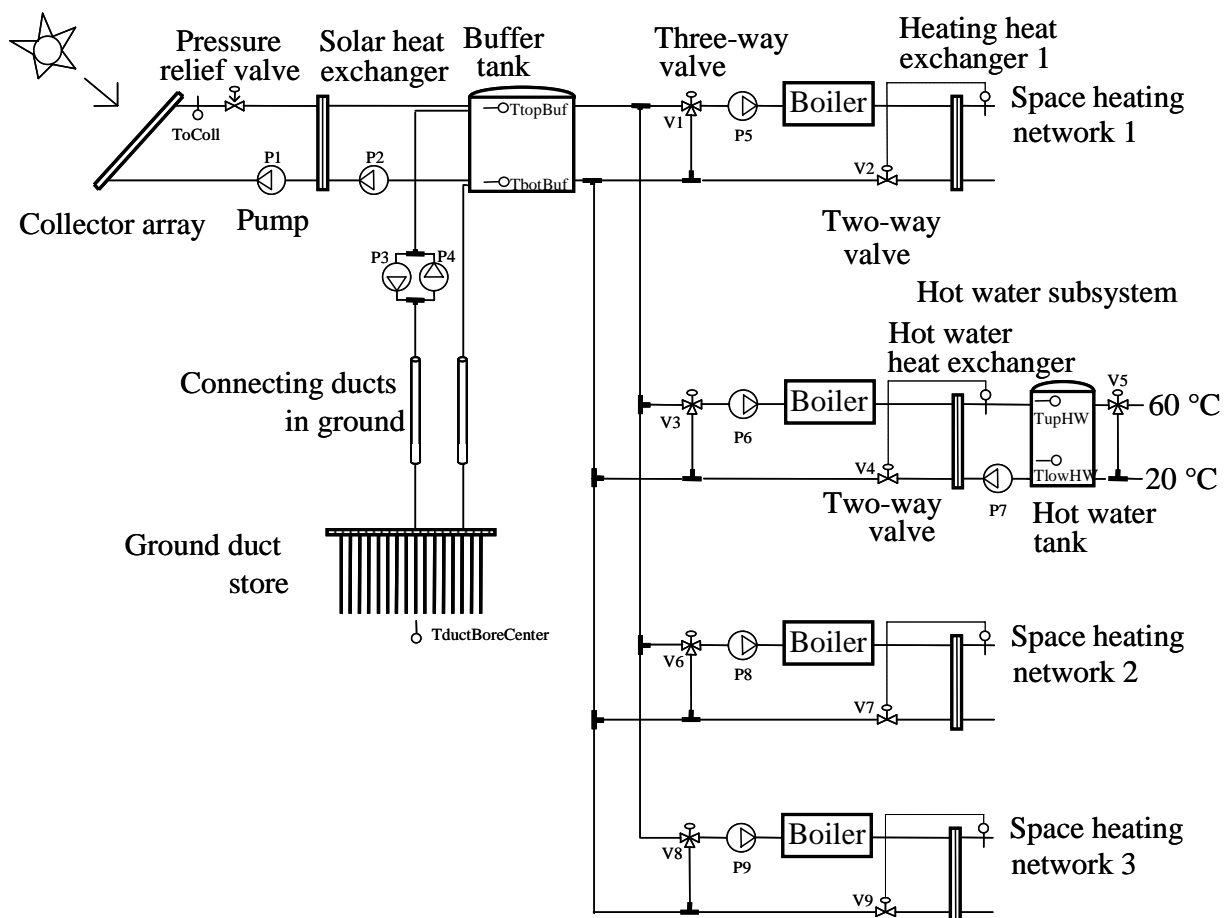 Pressure
relief valve
Solar heat
exchanger
Buffer
tank
Three-way
valve
Heating heat
exchanger 1
ToColl
TtopBuf
V1
P5
Boiler
Space heating
network 1
P1
P2
TbotBuf
V2
Collector array
Pump
Two-way
valve
P3
P4
Hot water subsystem
Hot water
heat exchanger
Connecting ducts
in ground
V3
P6
Boiler
TupHW
V5
60 °C
V4
TlowHW
20 °C
Two-way
valve
P7
Hot water
tank
Ground duct
store
TductBoreCenter
V6
P8
Boiler
V7
Space heating
network 2
V8
P9
Boiler
V9
Space heating
network 3